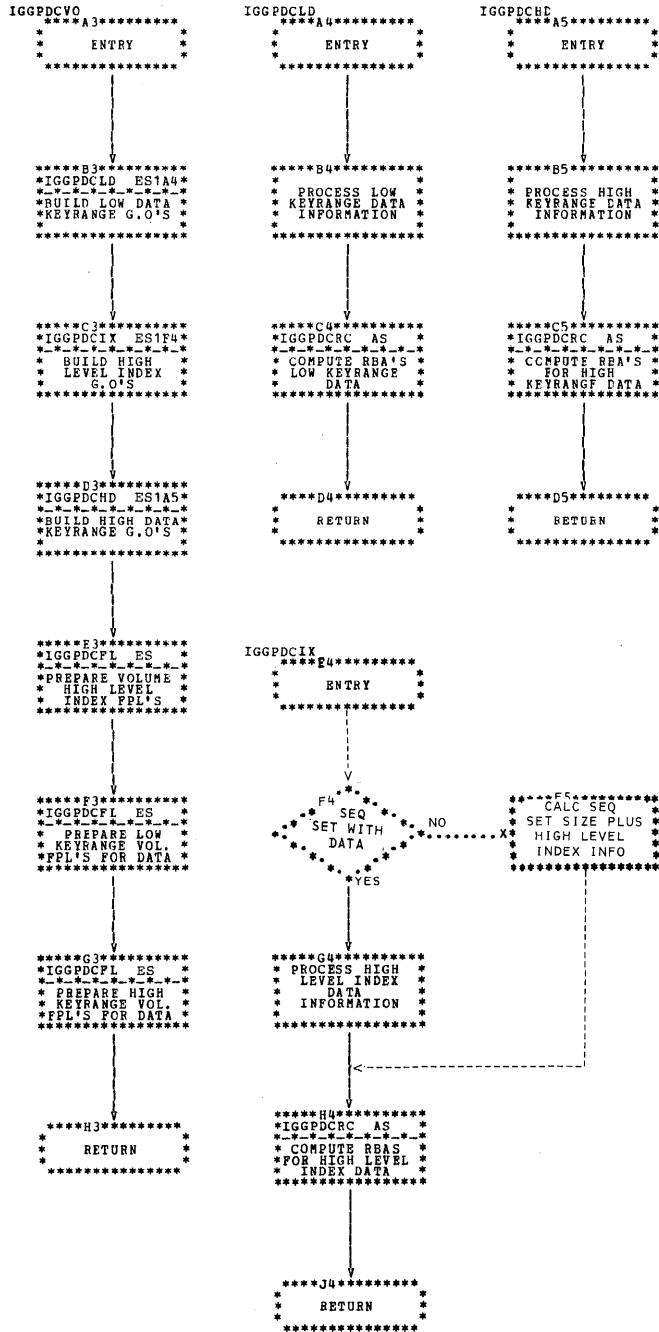 IGGPDCVO
A3
ENTRY
B3
IGGPDCLD ES1A4
BUILD LOW DATA
KEYRANGE G.O'S
C3
IGGPDCIX ES1F4
BUILD HIGH
LEVEL INDEX
G.O'S
D3
IGGPDCHD ES1A5
BUILD HIGH DATA
KEYRANGE G.O'S
E3
IGGPDCFL ES
PREPARE VOLUME
HIGH LEVEL
INDEX FPL'S
F3
IGGPDCFL ES
PREPARE LOW
KEYRANGE VOL.
FPL'S FOR DATA
G3
IGGPDCFL ES
PREPARE HIGH
KEYRANGE VOL.
FPL'S FOR DATA
H3
RETURN
IGGPDCLD
A4
ENTRY
B4
PROCESS LOW
KEYRANGE DATA
INFORMATION
C4
IGGPDCRC AS
COMPUTE RBA'S
LOW KEYRANGE
DATA
D4
RETURN
IGGPDCHD
A5
ENTRY
B5
PROCESS HIGH
KEYRANGE DATA
INFORMATION
C5
IGGPDCRC AS
COMPUTE RBA'S
FOR HIGH
KEYRANGE DATA
D5
RETURN
IGGPDCIX
E4
ENTRY
F4
SEQ
SET WITH
DATA
NO
X
YES
F5
CALC SEQ
SET SIZE PLUS
HIGH LEVEL
INDEX INFO
G4
PROCESS HIGH
LEVEL INDEX
DATA
INFORMATION
H4
IGGPDCRC AS
COMPUTE RBAS
FOR HIGH LEVEL
INDEX DATA
J4
RETURN